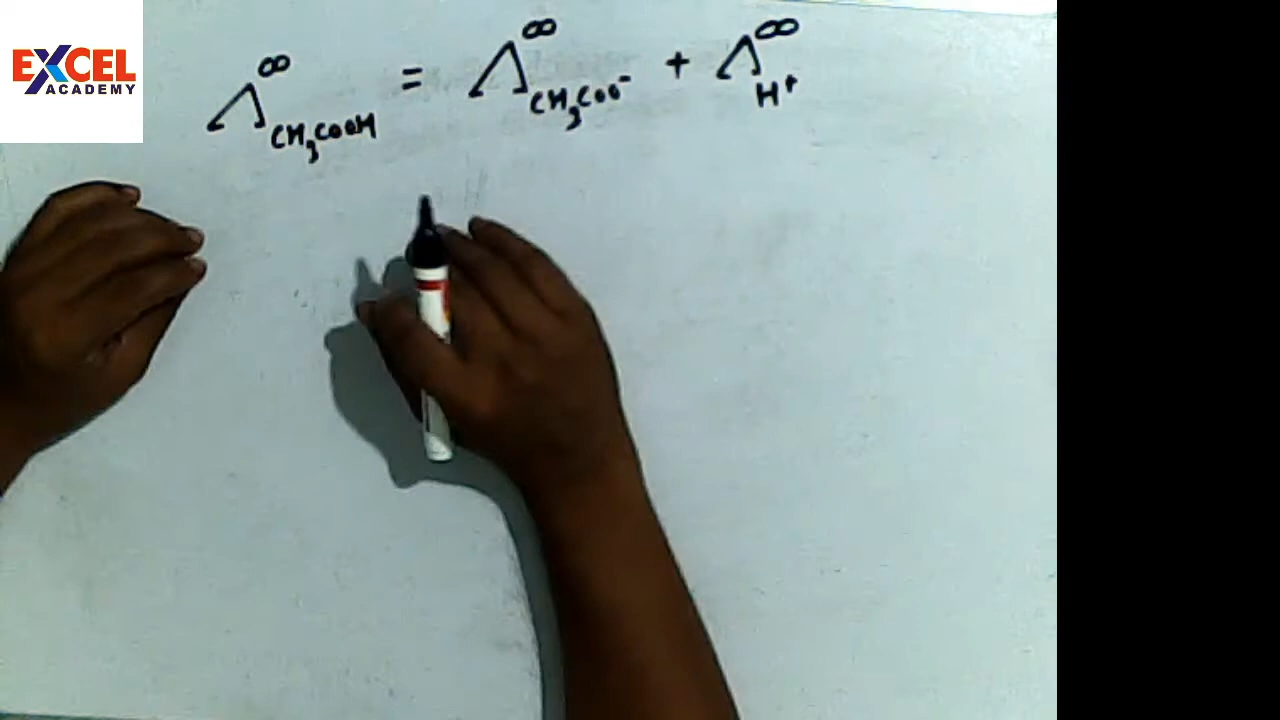 EXCEL
ACADEMY
Λ^∞ CH₃COOH = Λ^∞ CH₃COO⁻ + Λ^∞ H⁺